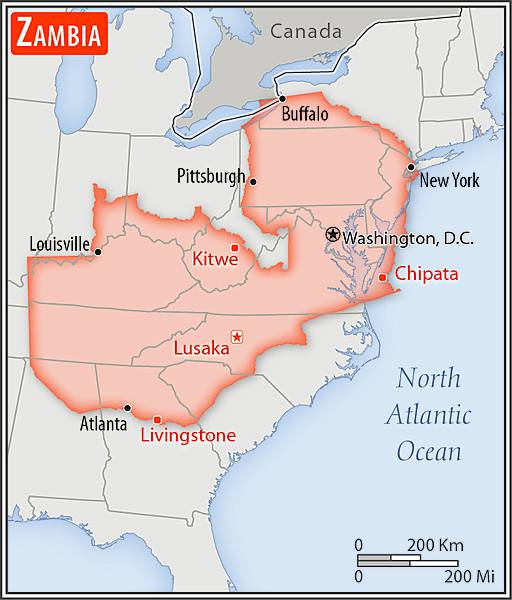 ZAMBIA
Canada
Buffalo
Pittsburgh
New York
Louisville
Kitwe
Washington, D.C.
Chipata
Lusaka
North
Atlantic
Ocean
Atlanta
Livingstone
0 200 Km
0 200 Mi